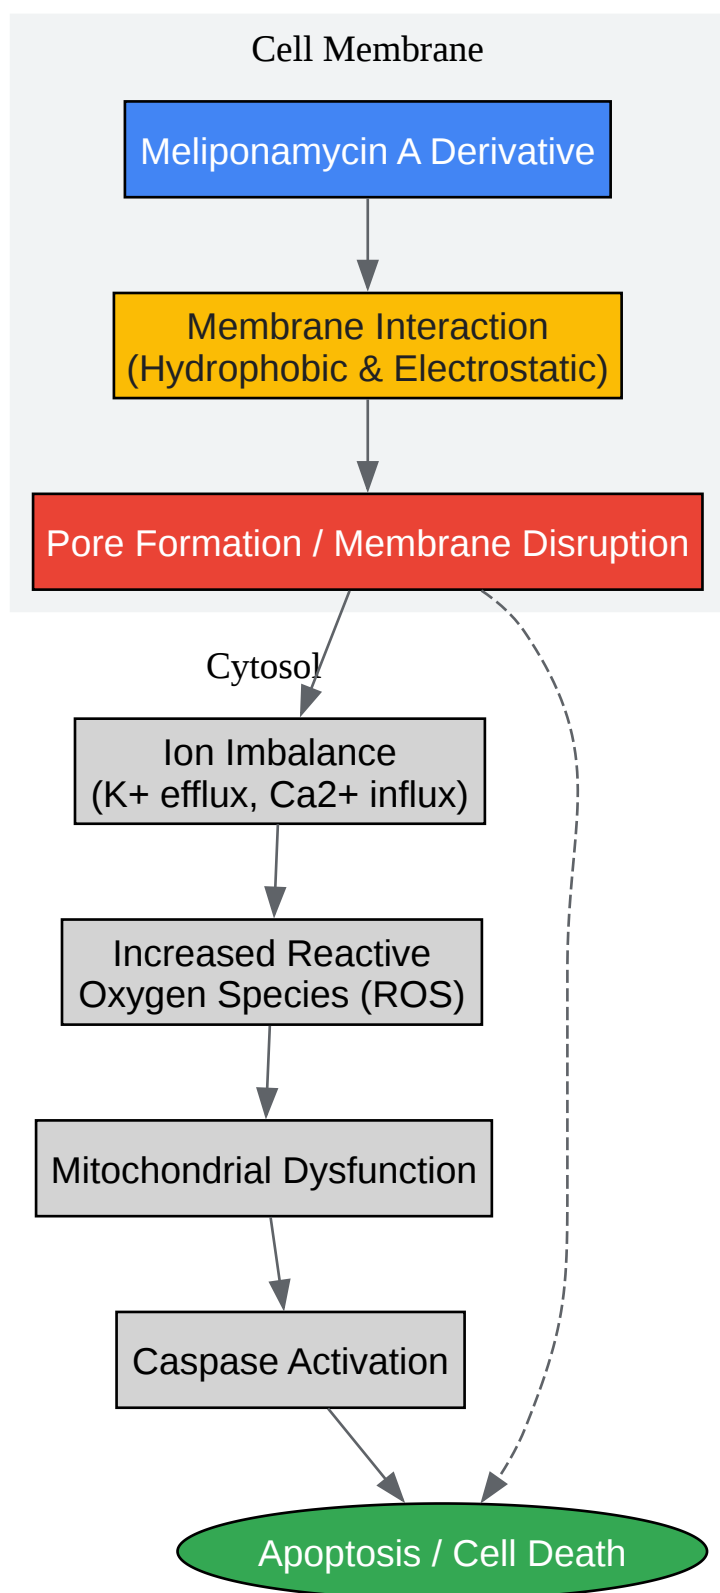 Cell Membrane
Meliponamycin A Derivative
Membrane Interaction
(Hydrophobic & Electrostatic)
Pore Formation / Membrane Disruption
Cytosol
Ion Imbalance
(K+ efflux, Ca2+ influx)
Increased Reactive
Oxygen Species (ROS)
Mitochondrial Dysfunction
Caspase Activation
Apoptosis / Cell Death